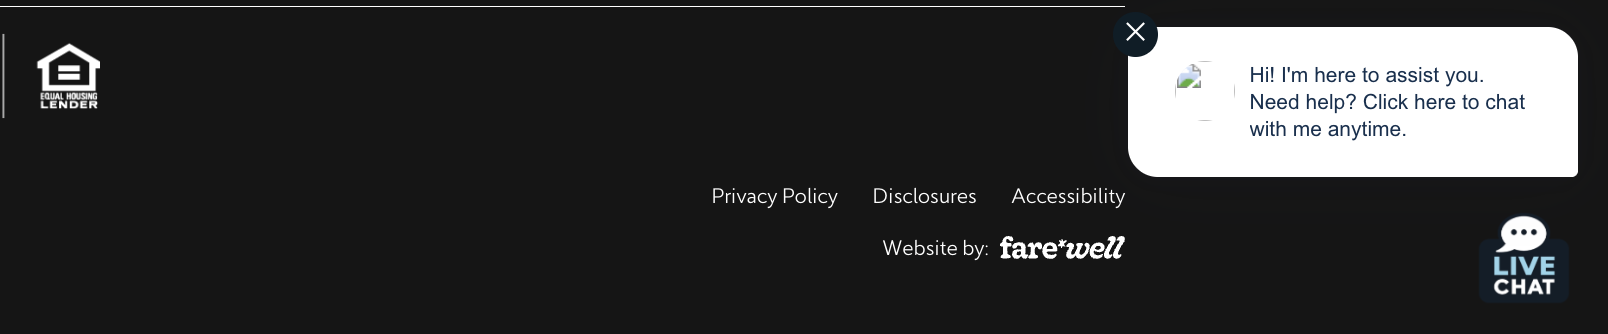 EQUAL HOUSING
LENDER
Hi! I'm here to assist you.
Need help? Click here to chat
with me anytime.
Privacy Policy Disclosures Accessibility
Website by: fare*well
LIVE
CHAT